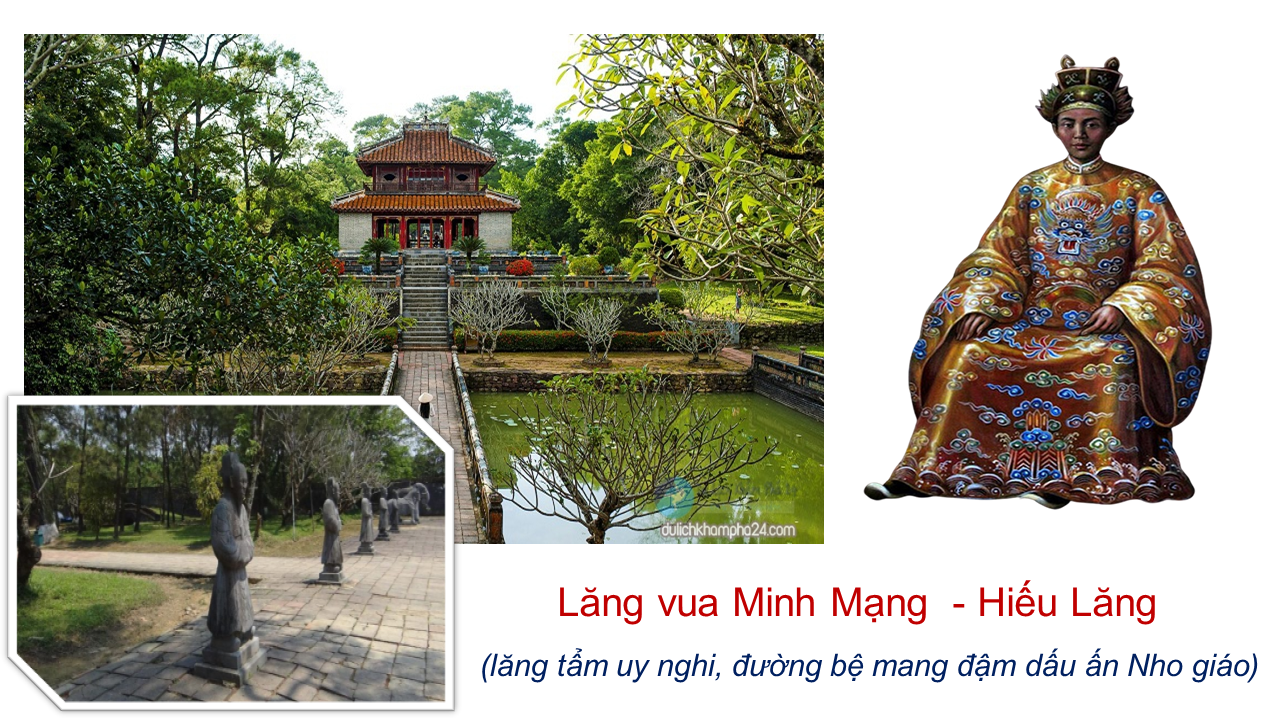 dulichkhampha24.com
Lăng vua Minh Mạng - Hiếu Lăng
(lăng tẩm uy nghi, đường bệ mang đậm dấu ấn Nho giáo)